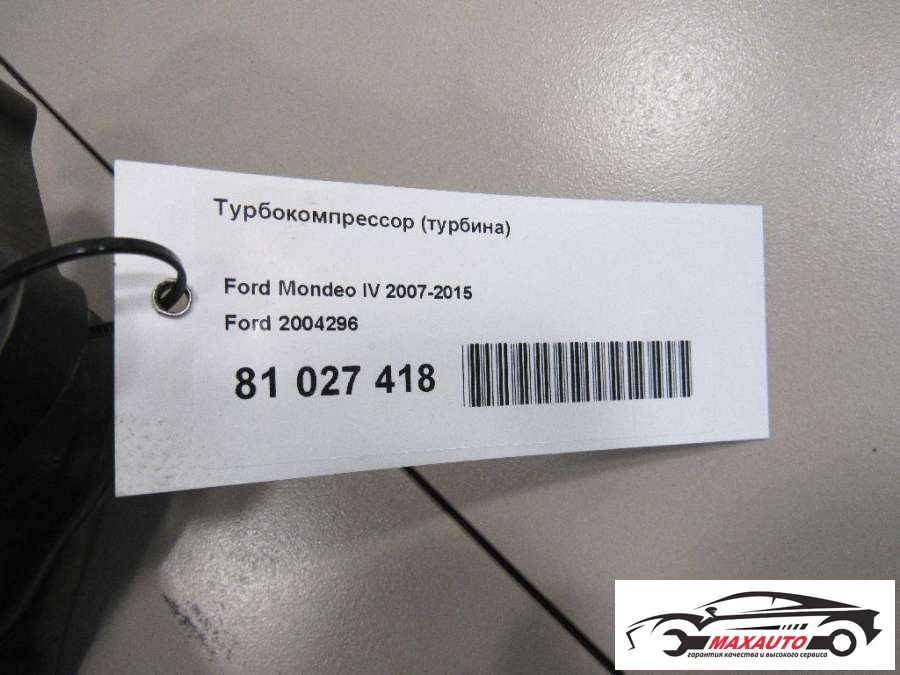 Турбокомпрессор (турбина)
Ford Mondeo IV 2007-2015
Ford 2004296
81 027 418
MAXAUTO
гарантия качества и высокого сервиса